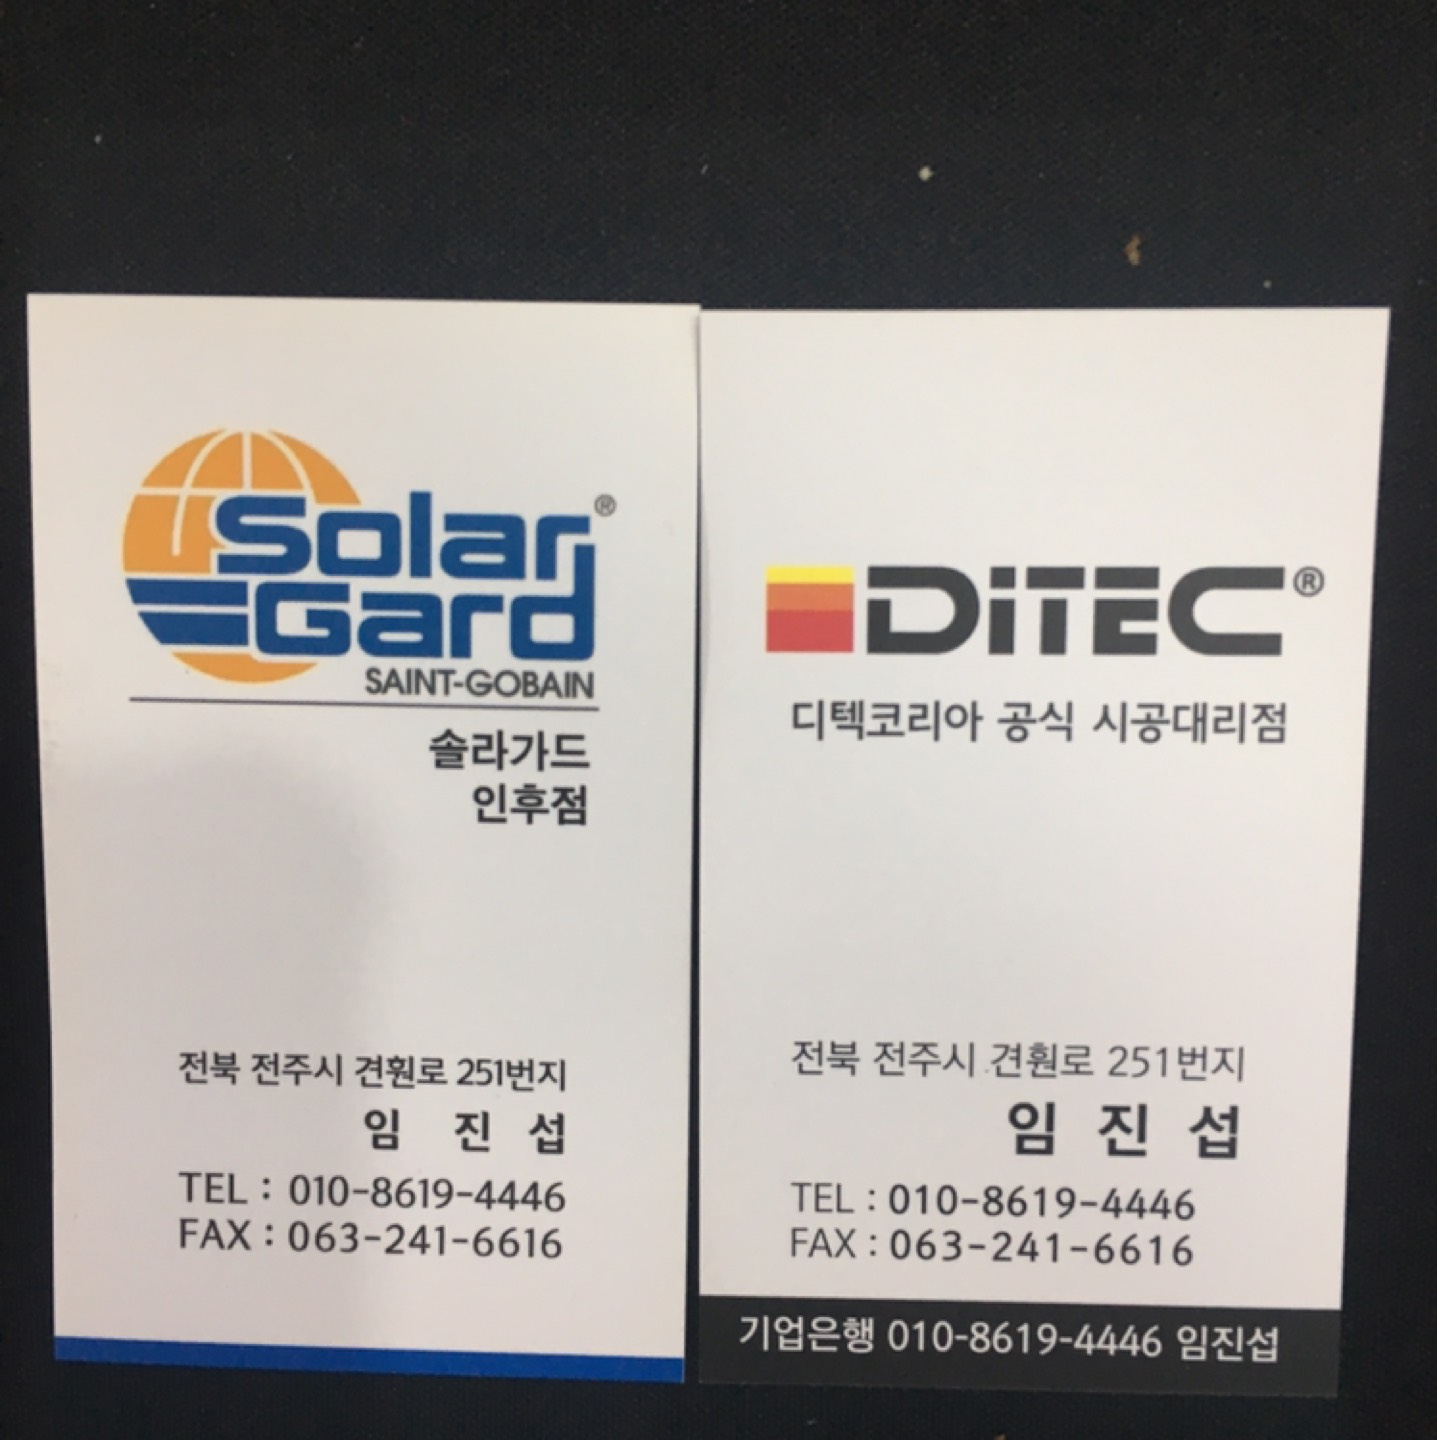 Solar®
Gard
SAINT-GOBAIN
솔라가드
인후점
전북 전주시 견훤로 251번지
임 진 섭
TEL : 010-8619-4446
FAX : 063-241-6616
DiTEC®
디텍코리아 공식 시공대리점
전북 전주시 견훤로 251번지
임 진 섭
TEL : 010-8619-4446
FAX : 063-241-6616
기업은행 010-8619-4446 임진섭